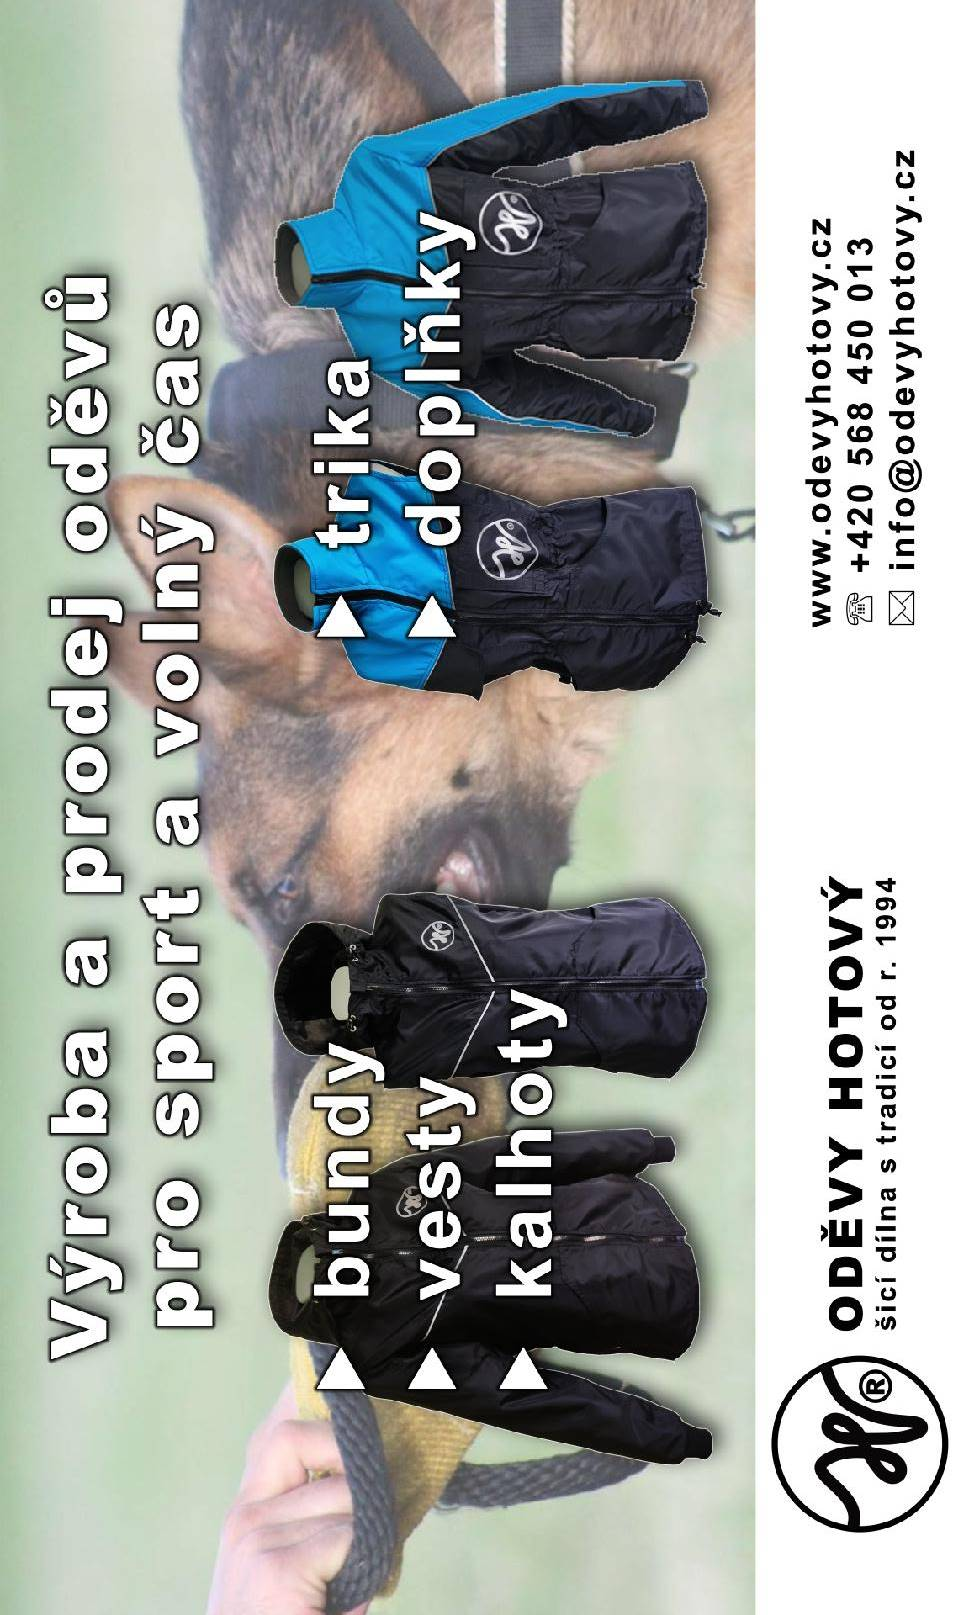 Výroba a prodej oděvů
pro sport a volný čas
▶ bundy
▶ vesty
▶ kalhoty
▶ trika
▶ doplňky
ODĚVY HOTOVÝ
šicí dílna s tradicí od r. 1994
®
www.odevyhotovy.cz
☏ +420 568 450 013
✉ info@odevyhotovy.cz